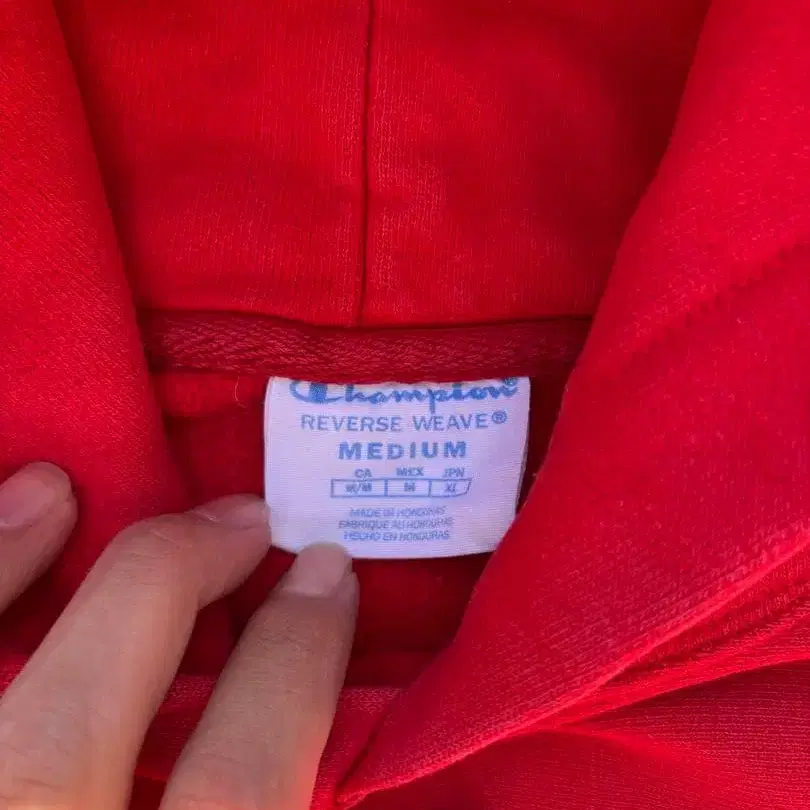 Champion
REVERSE WEAVE®
MEDIUM
CA MEX JPN
M/M M XL
MADE IN HONDURAS
FABRIQUE AU HONDURAS
HECHO EN HONDURAS